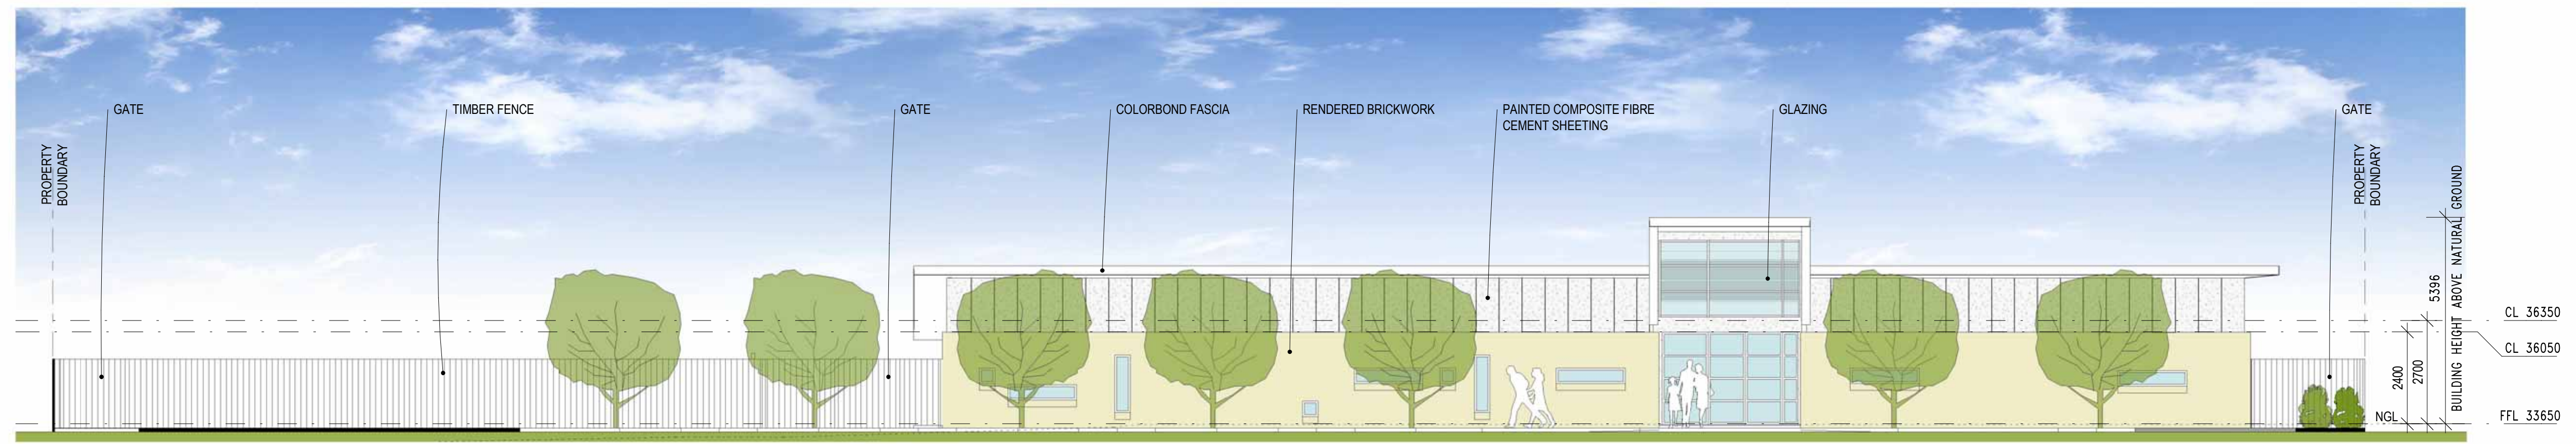 GATE
TIMBER FENCE
GATE
COLORBOND FASCIA
RENDERED BRICKWORK
PAINTED COMPOSITE FIBRE
CEMENT SHEETING
GLAZING
GATE
PROPERTY
BOUNDARY
PROPERTY
BOUNDARY
BUILDING HEIGHT ABOVE NATURAL GROUND
5396
2700
2400
CL 36350
CL 36050
NGL
FFL 33650